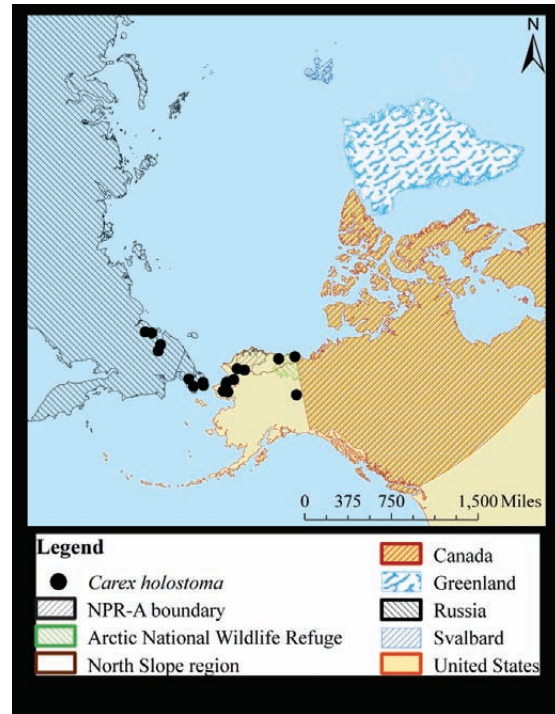 N
0 375 750 1,500 Miles
Legend
Carex holostoma
NPR-A boundary
Arctic National Wildlife Refuge
North Slope region
Canada
Greenland
Russia
Svalbard
United States